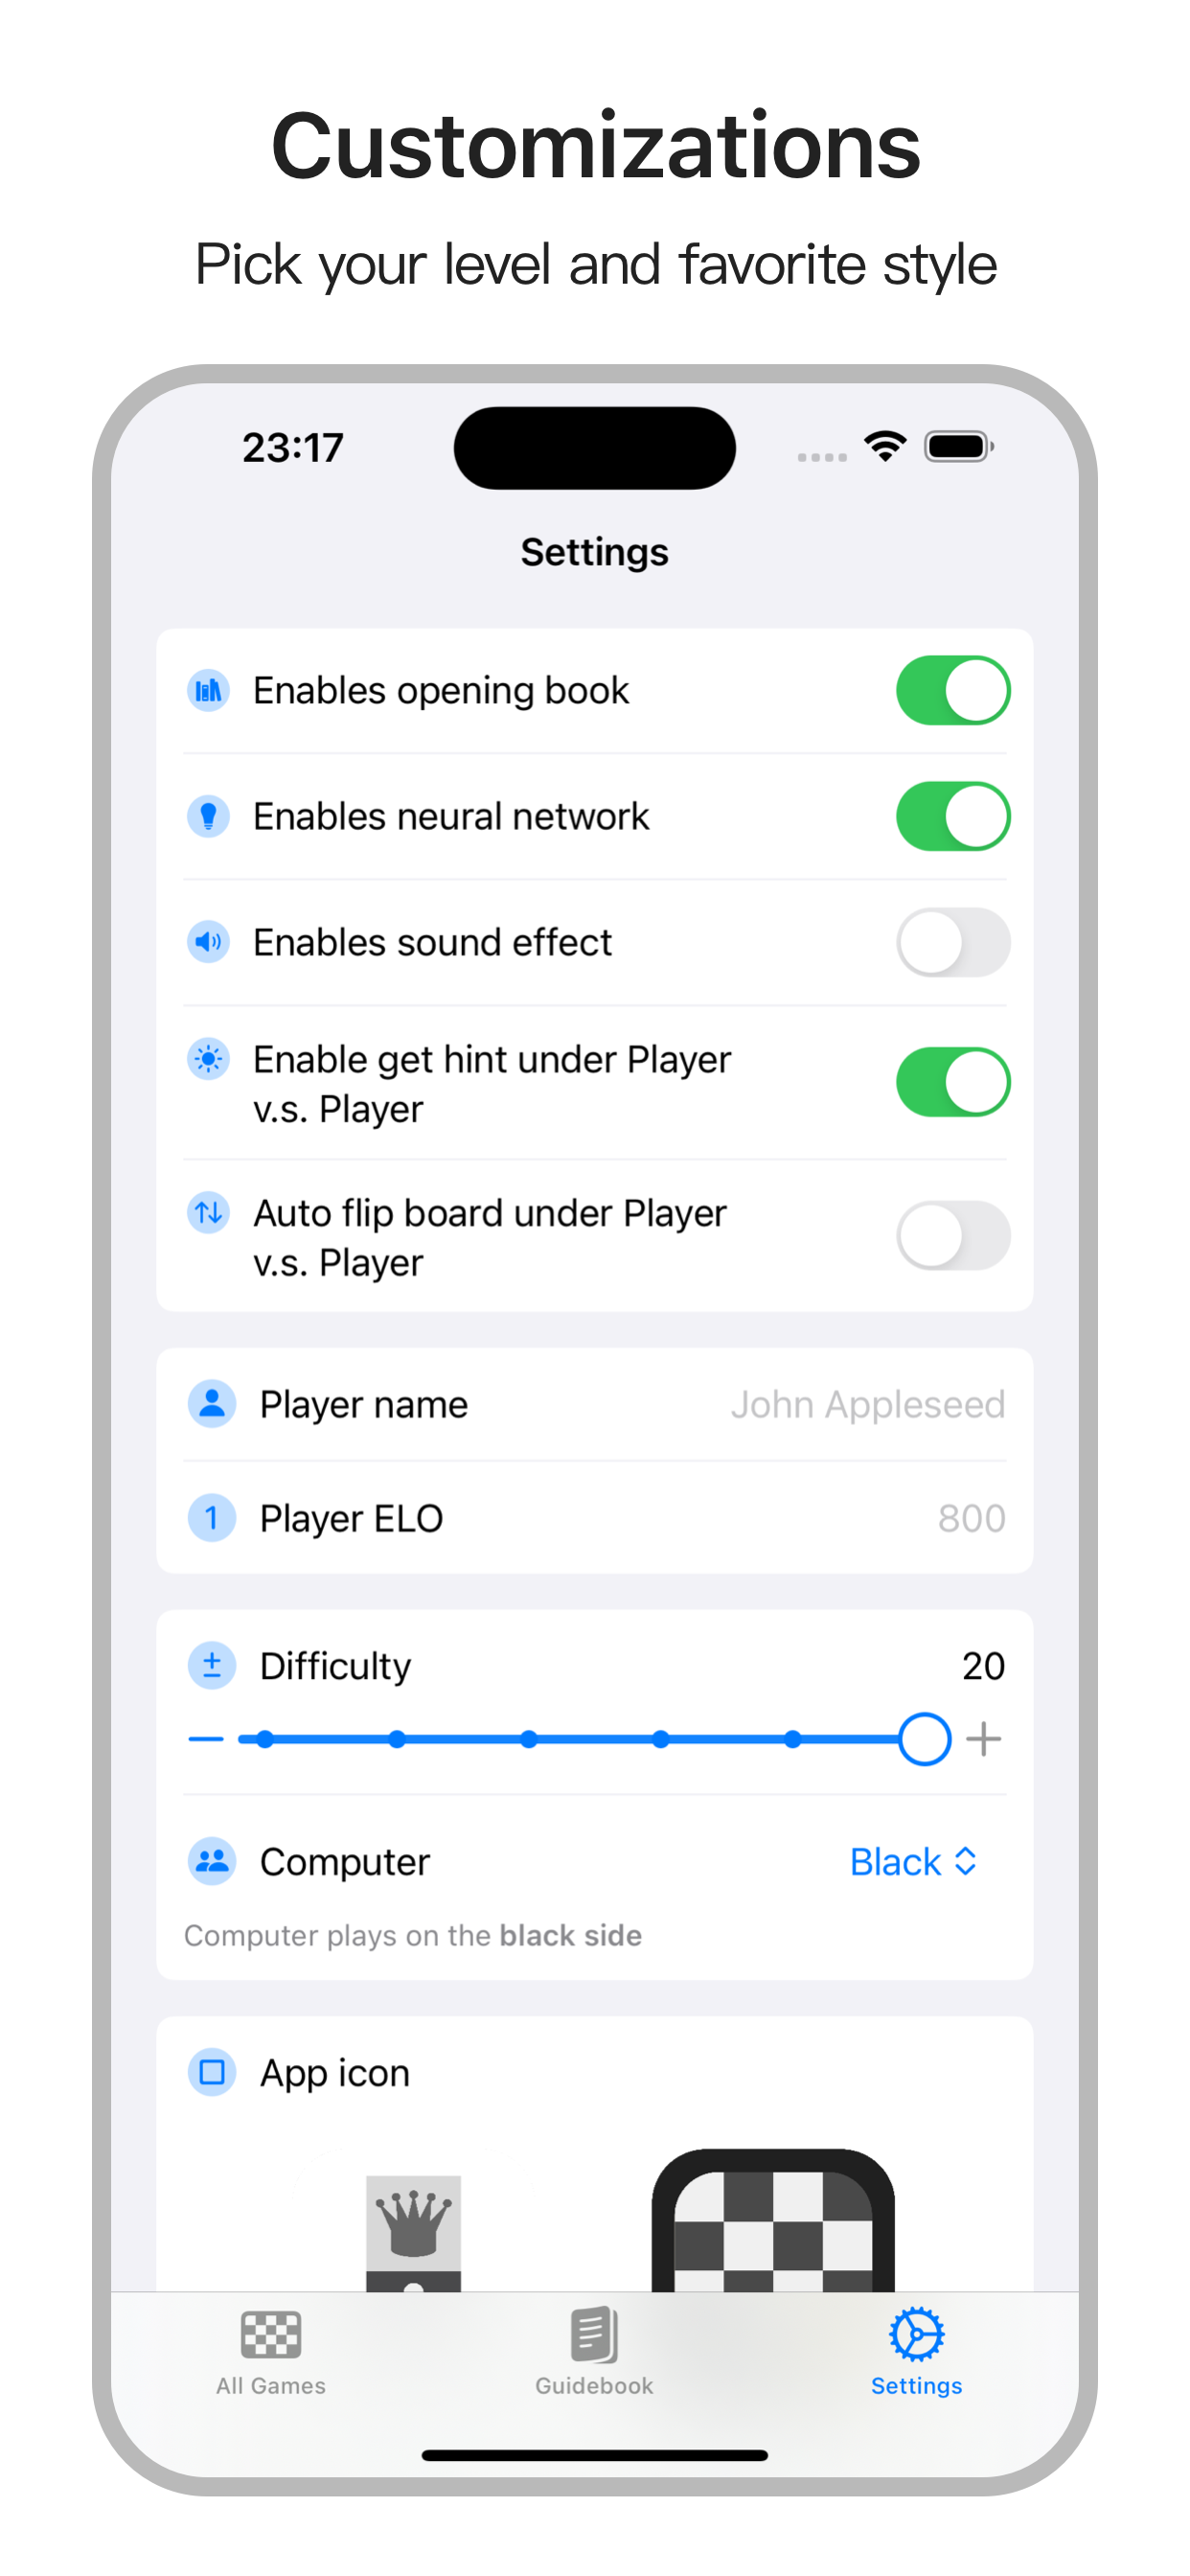 Customizations
Pick your level and favorite style
23:17
Settings
Enables opening book
Enables neural network
Enables sound effect
Enable get hint under Player
v.s. Player
Auto flip board under Player
v.s. Player
Player name John Appleseed
1 Player ELO 800
Difficulty 20
Computer Black
Computer plays on the black side
App icon
All Games Guidebook Settings